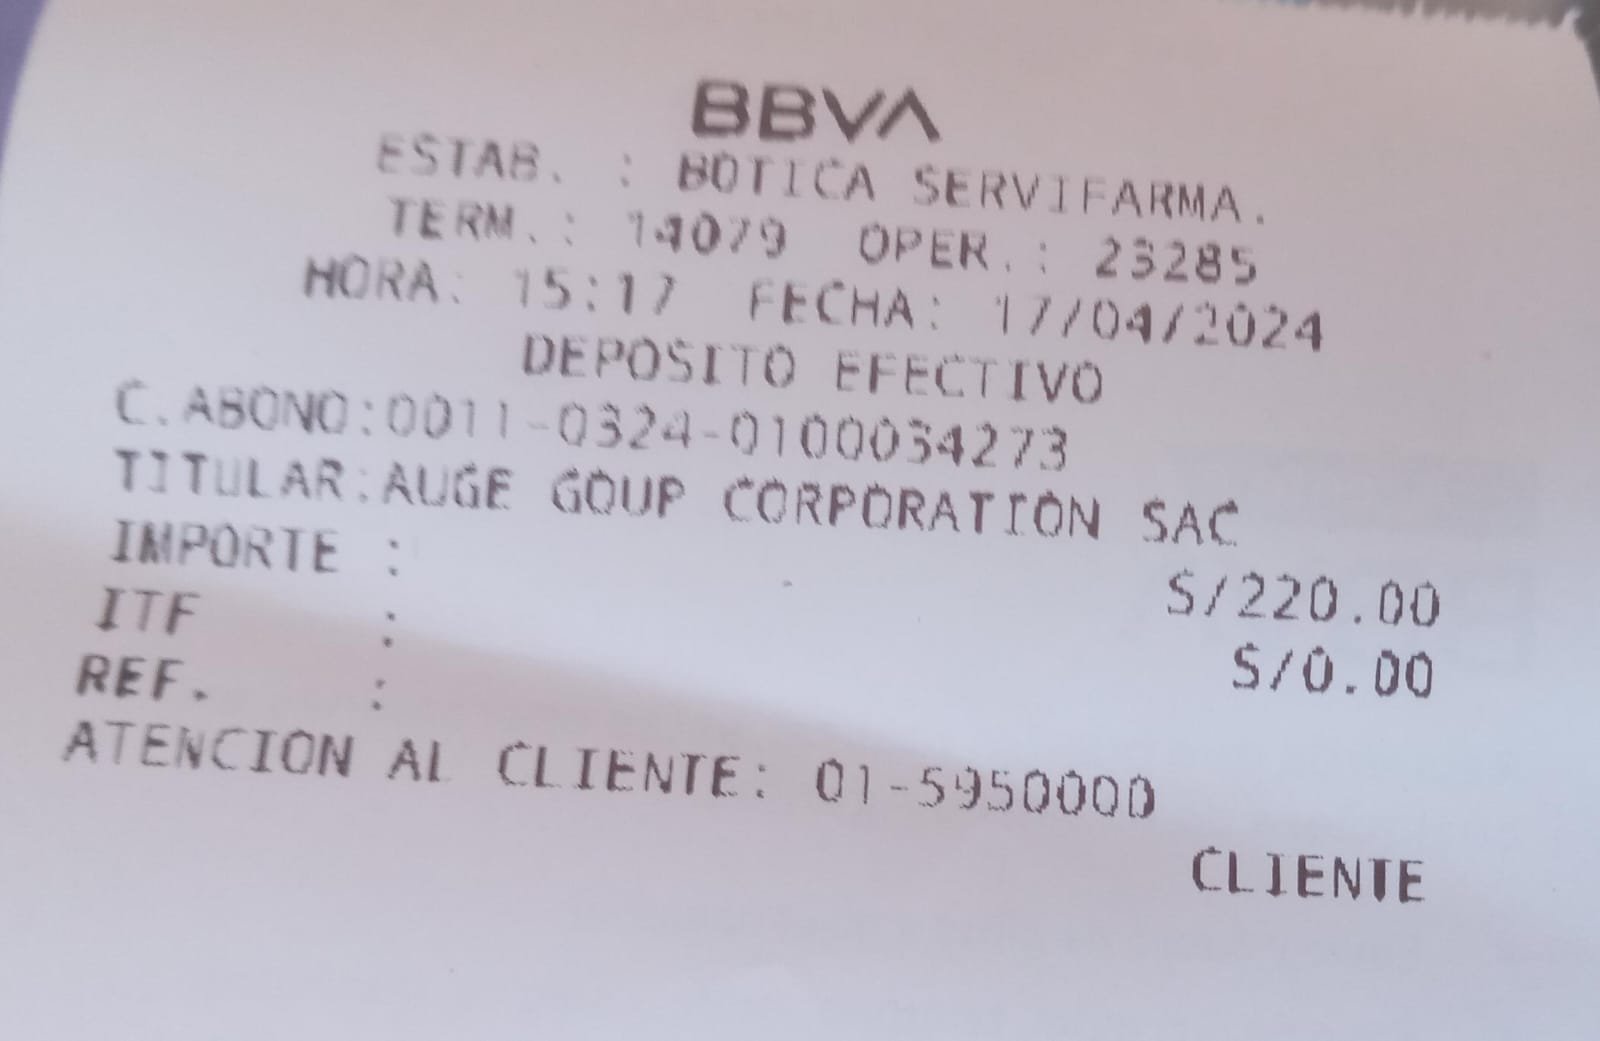 BBVA
ESTAB. : BOTICA SERVIFARMA.
TERM.: 14079 OPER.: 23285
HORA: 15:17 FECHA: 17/04/2024
DEPOSITO EFECTIVO
C.ABONO:0011-0324-0100034273
TITULAR:AUGE GOUP CORPORATION SAC
IMPORTE : S/220.00
ITF : S/0.00
REF. :
ATENCION AL CLIENTE: 01-5950000
CLIENTE